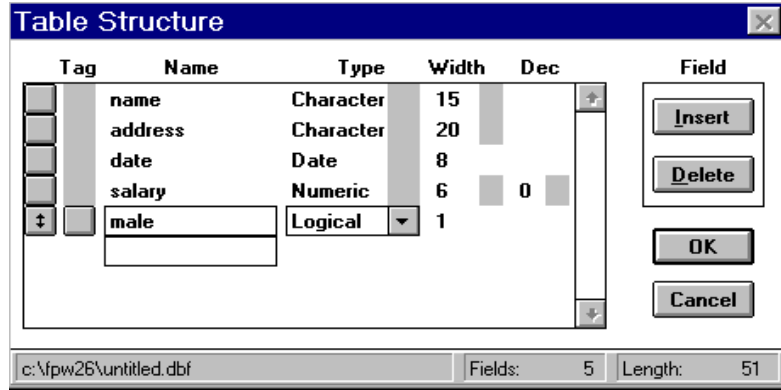 Table Structure
Tag Name Type Width Dec Field
name Character 15
address Character 20
date Date 8
salary Numeric 6 0
male Logical 1
Insert
Delete
OK
Cancel
c:\fpw26\untitled.dbf Fields: 5 Length: 51